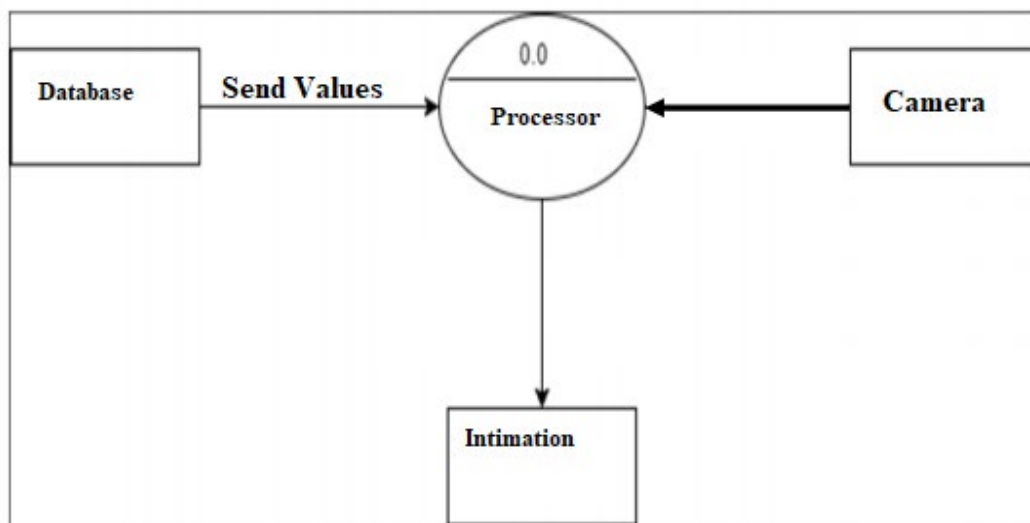 0.0
Database
Send Values
Processor
Camera
Intimation